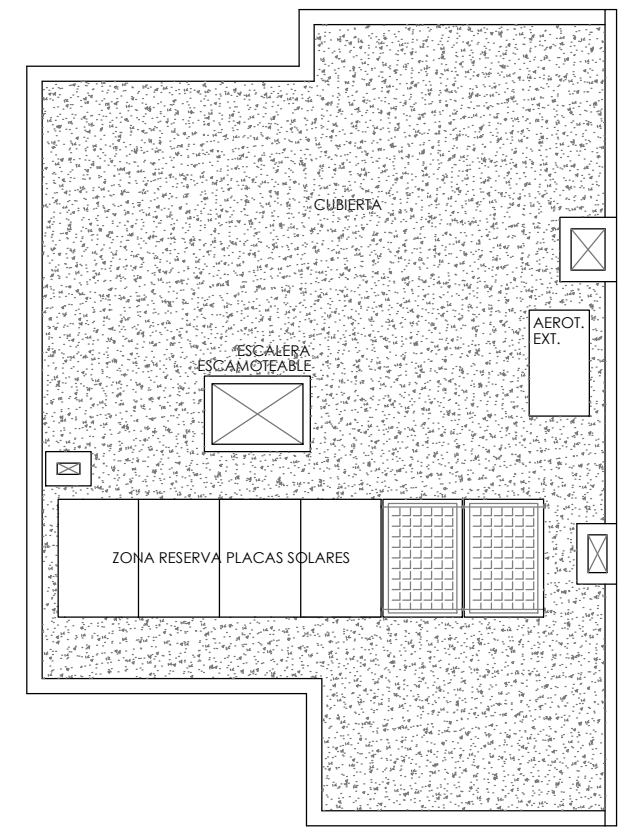 CUBIERTA
AEROT.
EXT.
ESCALERA
ESCAMOTEABLE
ZONA RESERVA PLACAS SOLARES